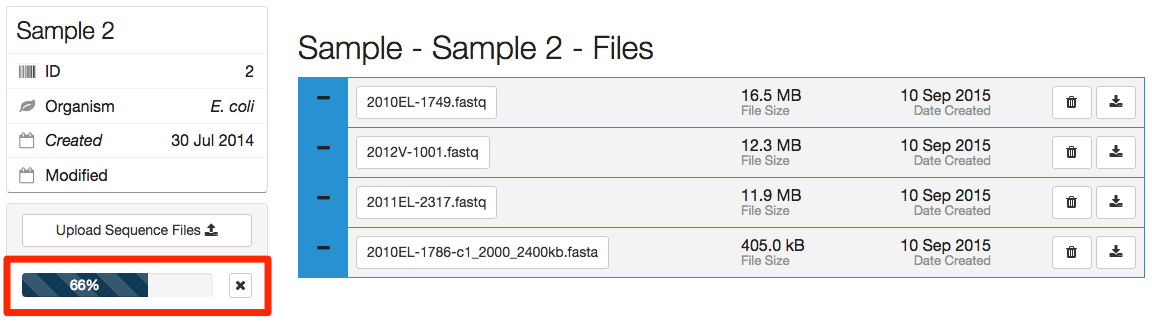 Sample 2
ID 2
Organism E. coli
Created 30 Jul 2014
Modified
Upload Sequence Files
66%
Sample - Sample 2 - Files
2010EL-1749.fastq 16.5 MB 10 Sep 2015
File Size Date Created
2012V-1001.fastq 12.3 MB 10 Sep 2015
File Size Date Created
2011EL-2317.fastq 11.9 MB 10 Sep 2015
File Size Date Created
2010EL-1786-c1_2000_2400kb.fasta 405.0 kB 10 Sep 2015
File Size Date Created